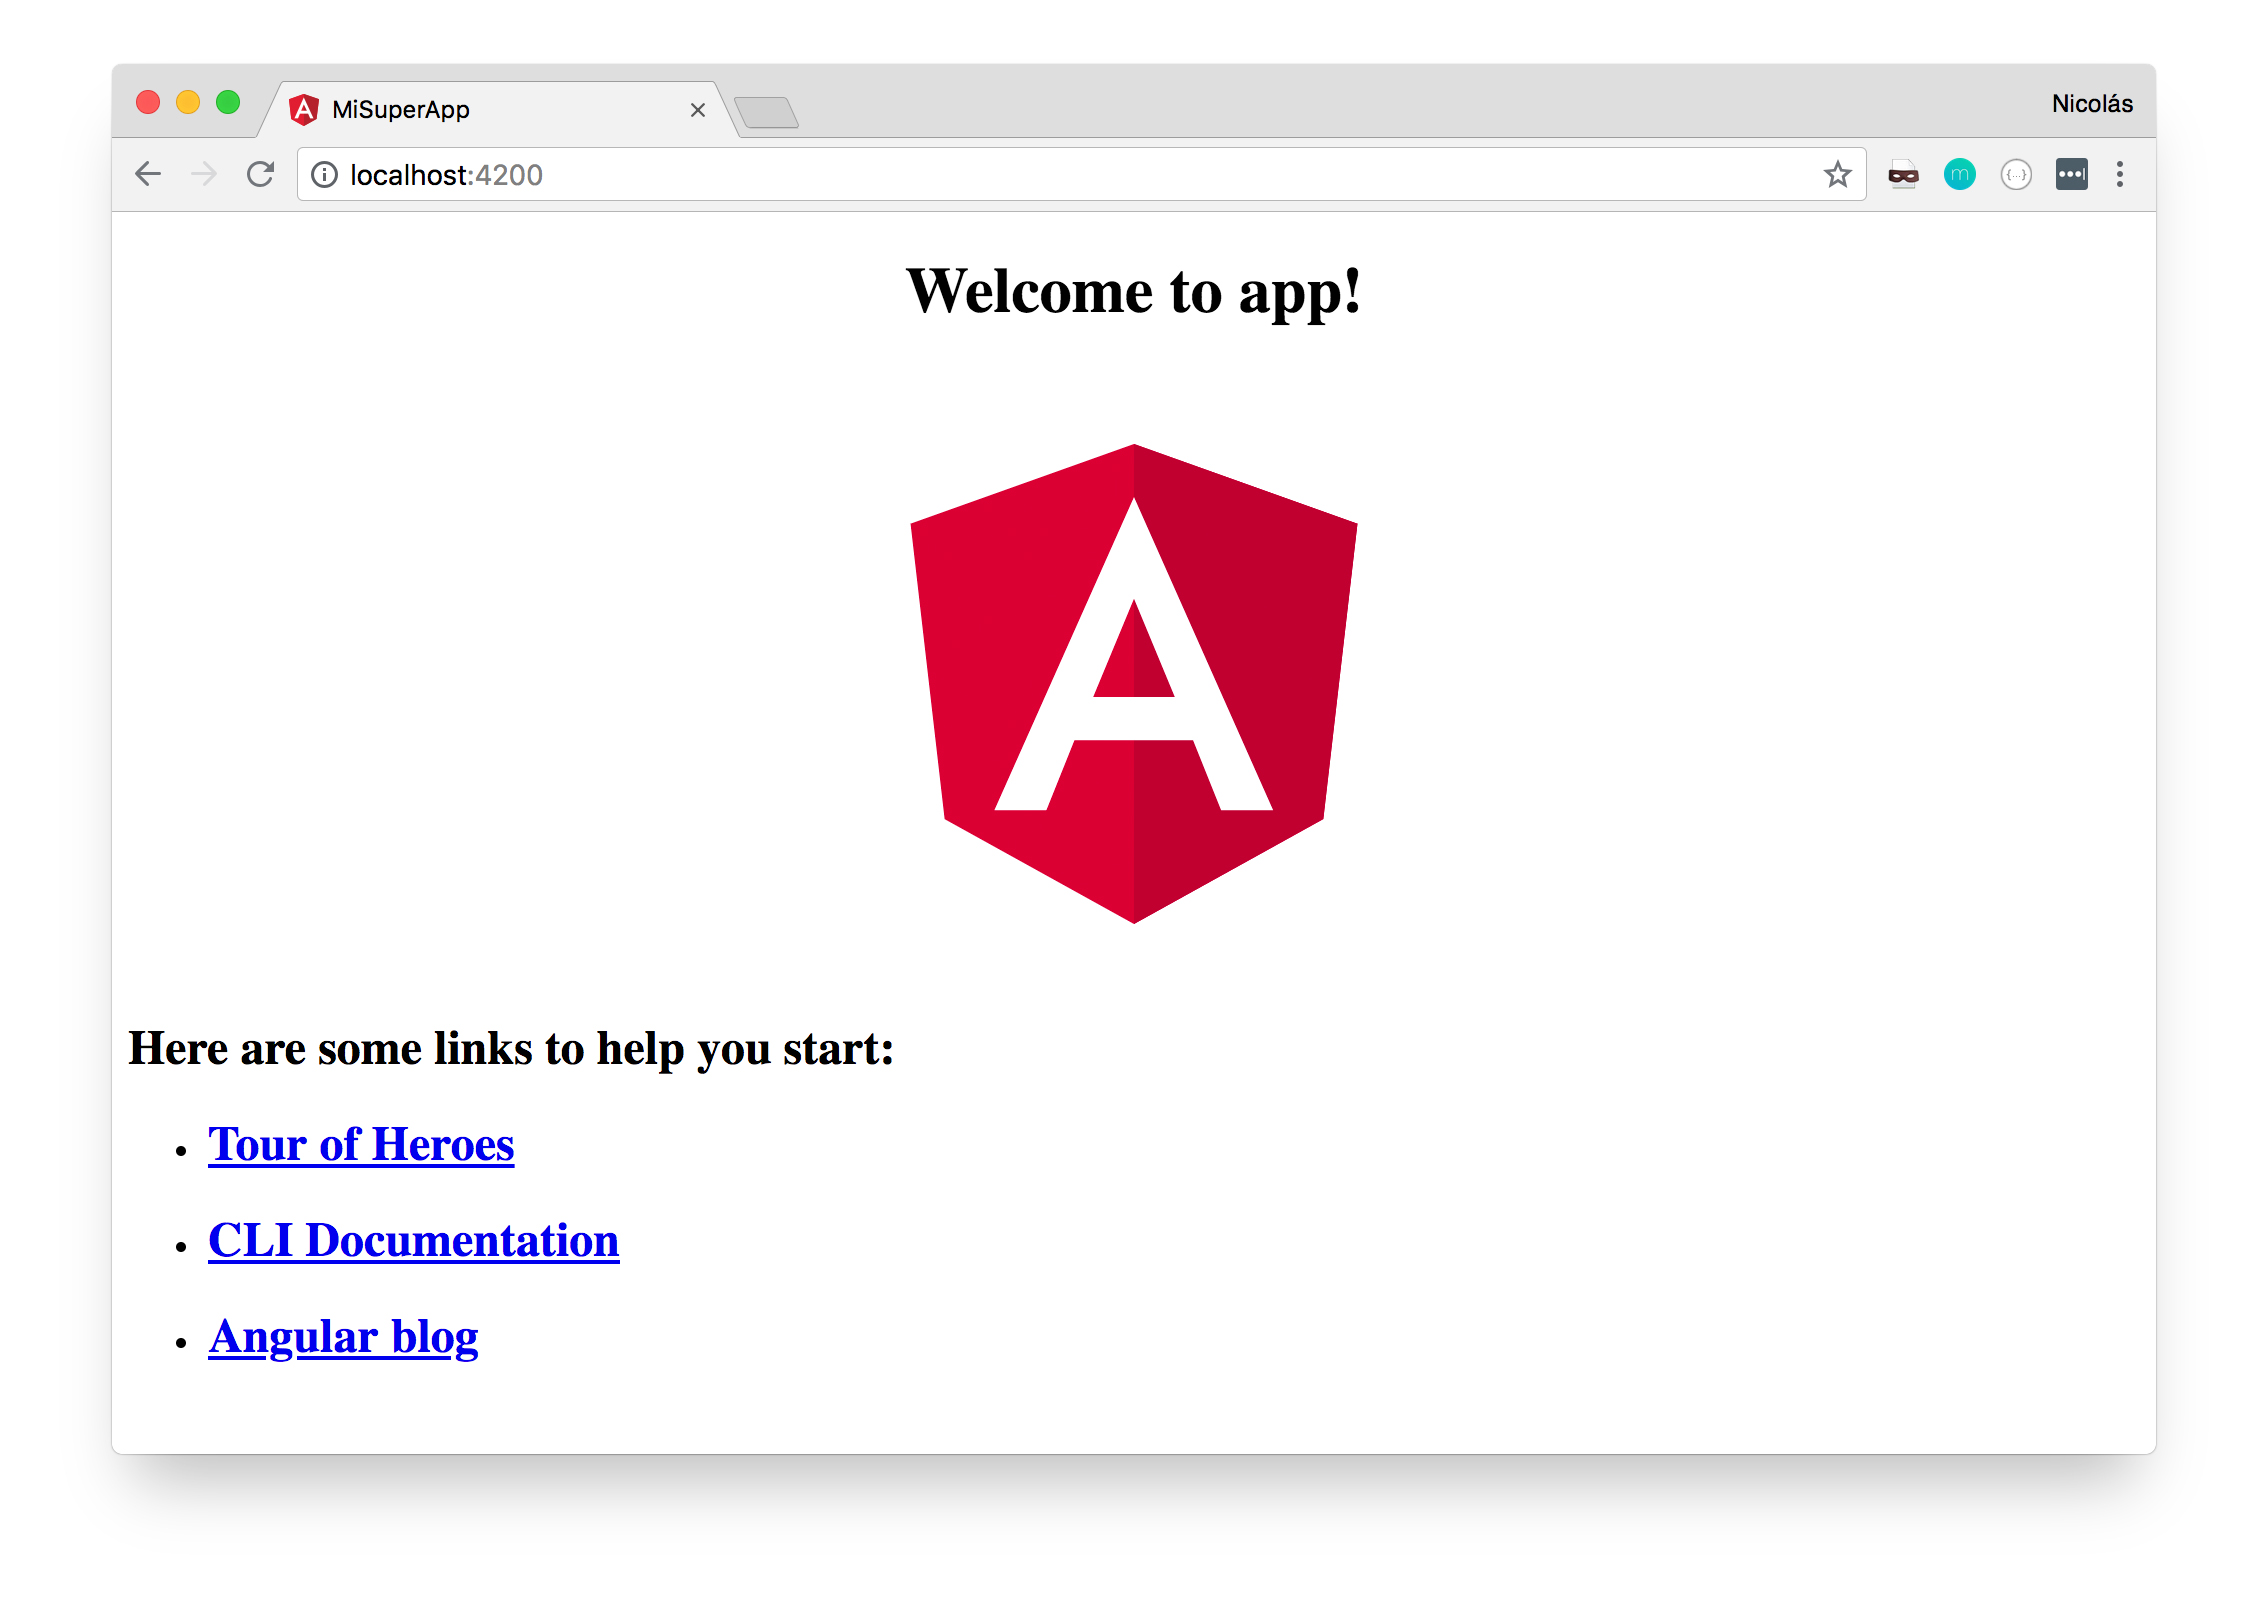 MiSuperApp
Nicolás
localhost:4200
m
{...}
Welcome to app!
A
Here are some links to help you start:
Tour of Heroes
CLI Documentation
Angular blog